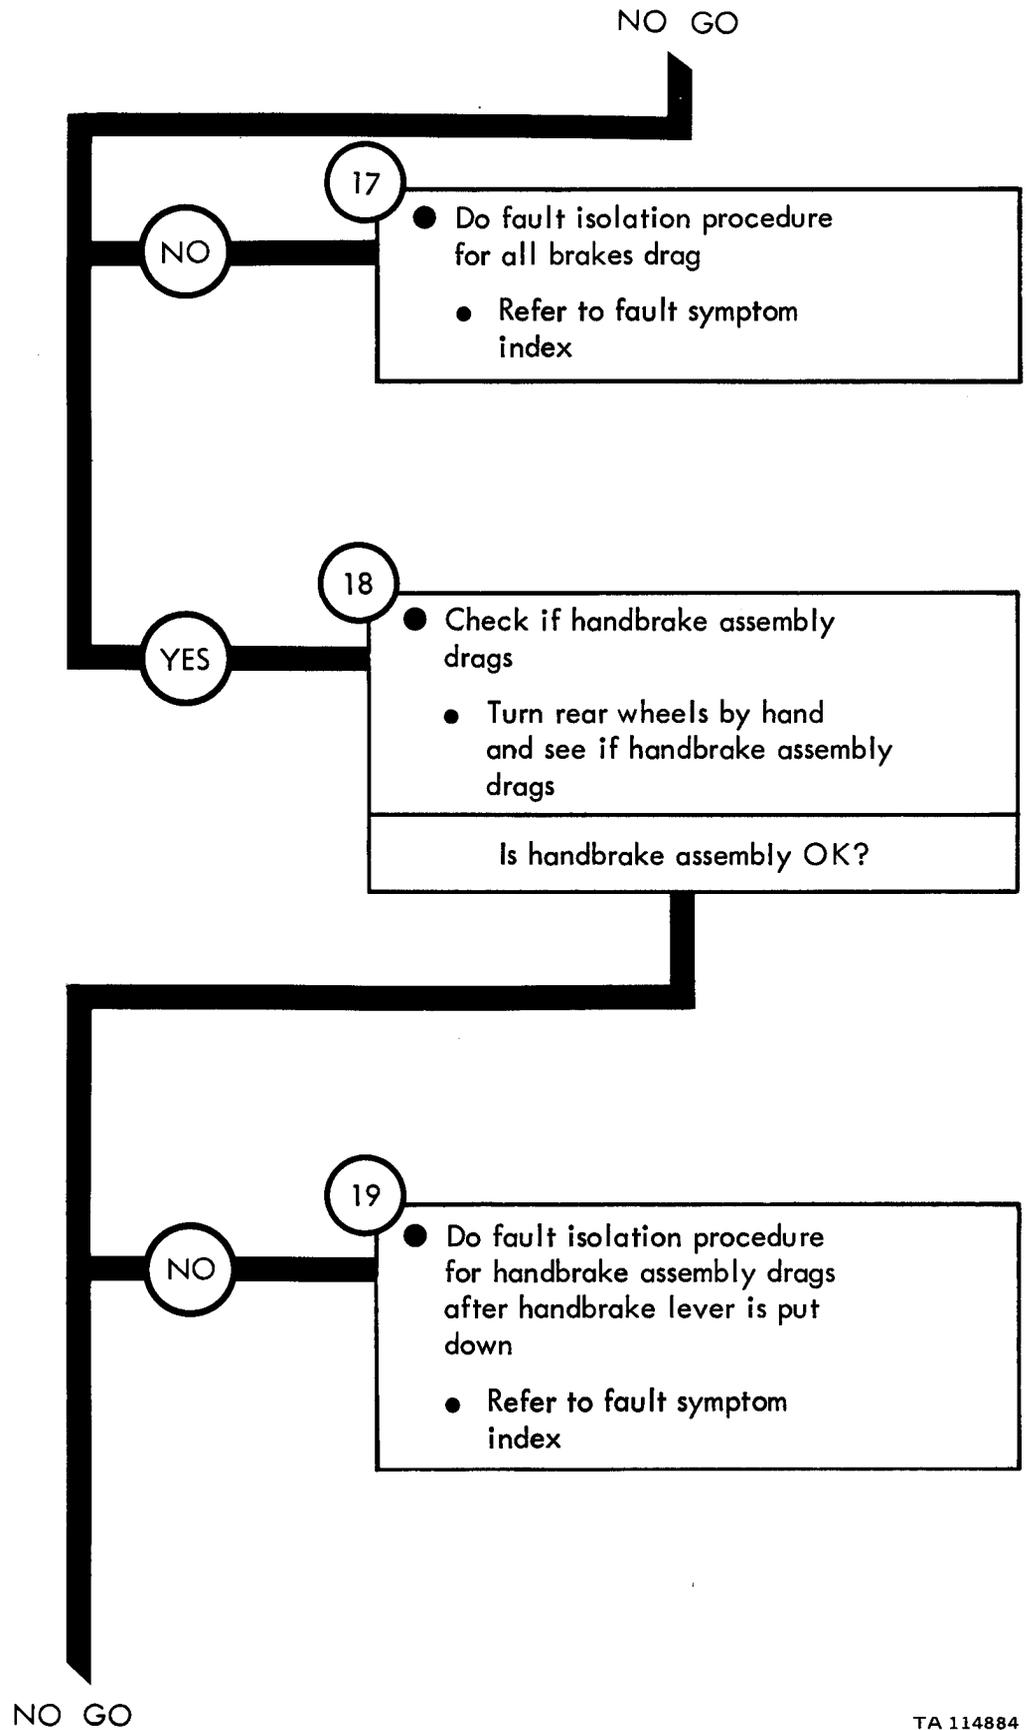 NO GO
17
● Do fault isolation procedure
for all brakes drag
NO
● Refer to fault symptom
index
18
● Check if handbrake assembly
drags
YES
● Turn rear wheels by hand
and see if handbrake assembly
drags
Is handbrake assembly OK?
19
● Do fault isolation procedure
for handbrake assembly drags
after handbrake lever is put
down
NO
● Refer to fault symptom
index
NO GO
TA 114884